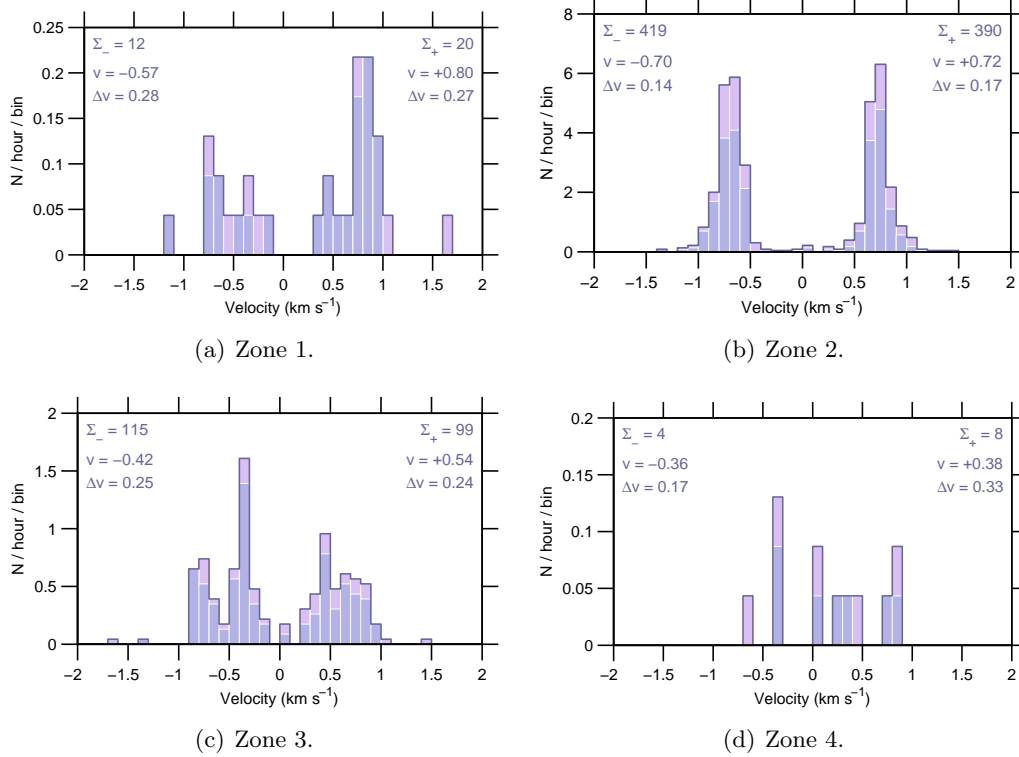 0.25
0.2
0.15
0.1
0.05
0
N / hour / bin
Σ₋ = 12
v = −0.57
Δv = 0.28
Σ₊ = 20
v = +0.80
Δv = 0.27
−2 −1.5 −1 −0.5 0 0.5 1 1.5 2
Velocity (km s⁻¹)
(a) Zone 1.
8
6
4
2
0
N / hour / bin
Σ₋ = 419
v = −0.70
Δv = 0.14
Σ₊ = 390
v = +0.72
Δv = 0.17
−2 −1.5 −1 −0.5 0 0.5 1 1.5 2
Velocity (km s⁻¹)
(b) Zone 2.
2
1.5
1
0.5
0
N / hour / bin
Σ₋ = 115
v = −0.42
Δv = 0.25
Σ₊ = 99
v = +0.54
Δv = 0.24
−2 −1.5 −1 −0.5 0 0.5 1 1.5 2
Velocity (km s⁻¹)
(c) Zone 3.
0.2
0.15
0.1
0.05
0
N / hour / bin
Σ₋ = 4
v = −0.36
Δv = 0.17
Σ₊ = 8
v = +0.38
Δv = 0.33
−2 −1.5 −1 −0.5 0 0.5 1 1.5 2
Velocity (km s⁻¹)
(d) Zone 4.